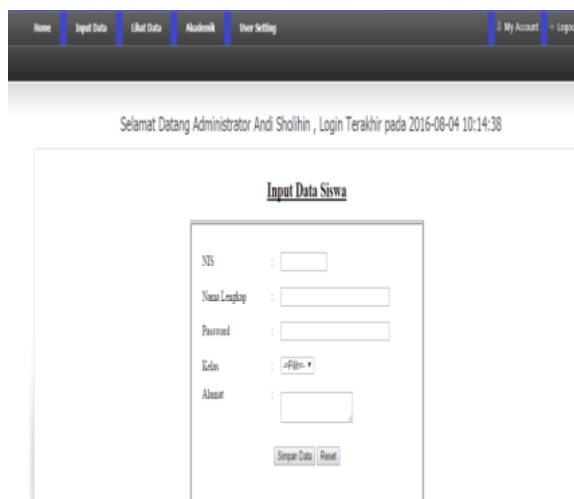 Home Input Data Lihat Data Akademik User Setting My Account Logou
Selamat Datang Administrator Andi Sholihin , Login Terakhir pada 2016-08-04 10:14:38
Input Data Siswa
NIS :
Nama Lengkap :
Password :
Kelas : -=Pilih=-
Alamat :
Simpan Data Reset